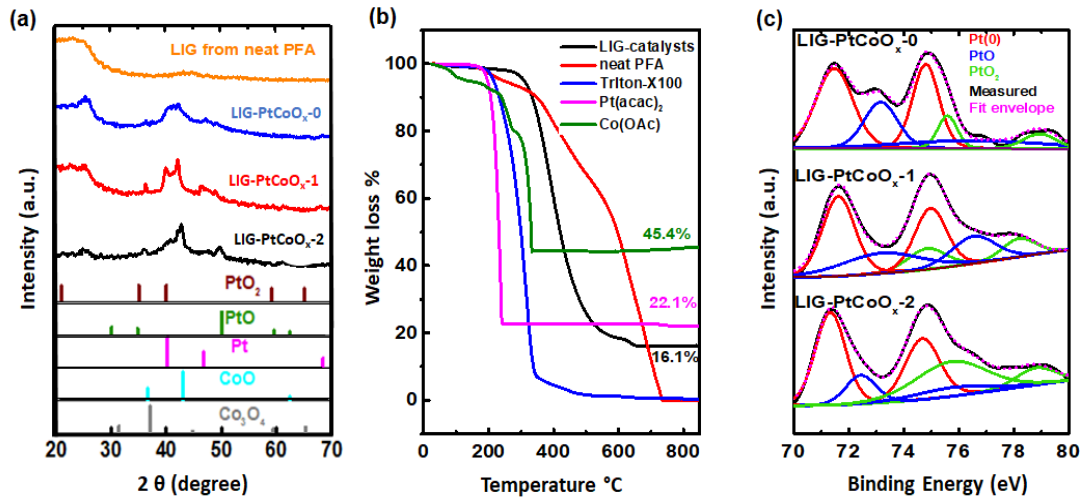 (a)
Intensity (a.u.)
LIG from neat PFA
LIG-PtCoOₓ-0
LIG-PtCoOₓ-1
LIG-PtCoOₓ-2
PtO₂
PtO
Pt
CoO
Co₃O₄
20 30 40 50 60 70
2 θ (degree)
(b)
Weight loss %
100
80
60
40
20
0
LIG-catalysts
neat PFA
TrIton-X100
Pt(acac)₂
Co(OAc)
45.4%
22.1%
16.1%
0 200 400 600 800
Temperature °C
(c)
Intensity (a.u.)
LIG-PtCoOₓ-0
Pt(0)
PtO
PtO₂
Measured
Fit envelope
LIG-PtCoOₓ-1
LIG-PtCoOₓ-2
70 72 74 76 78 80
Binding Energy (eV)